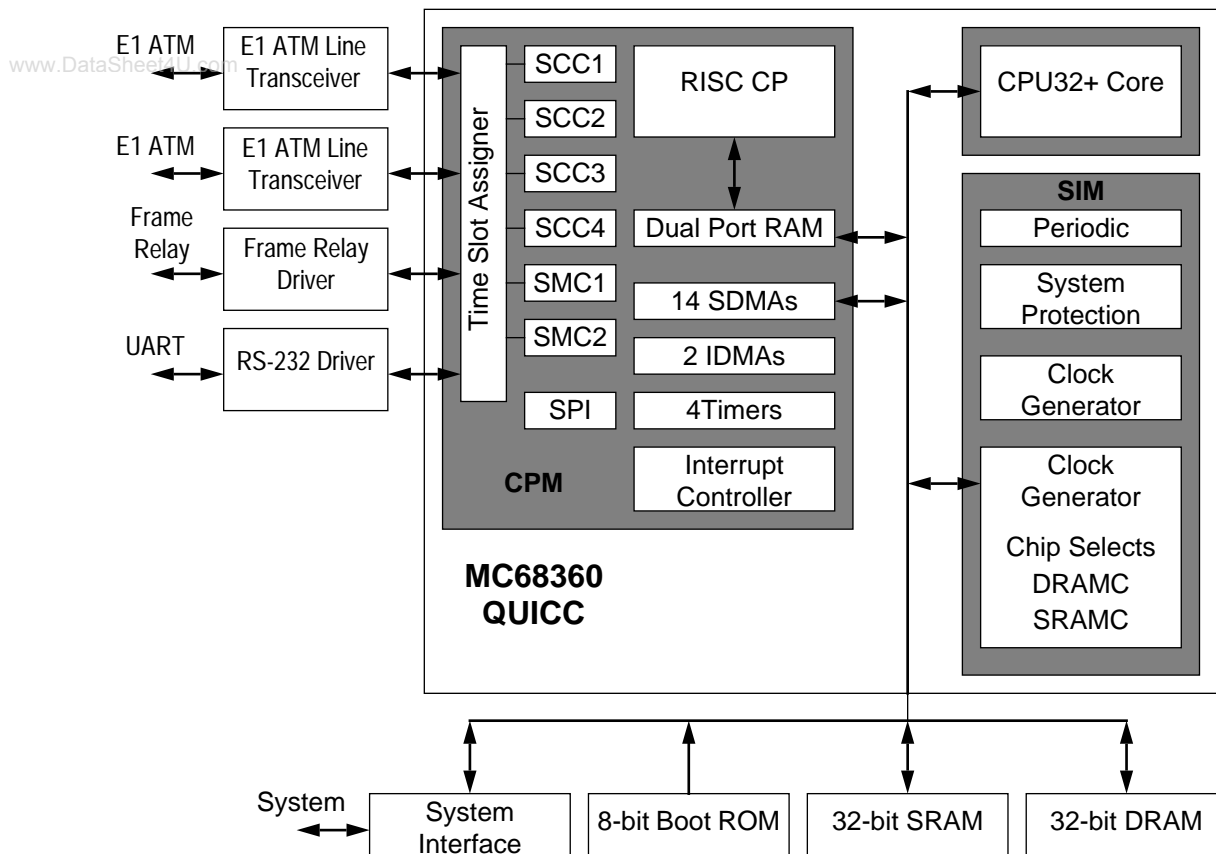 E1 ATM
www.DataSheet4U.com
E1 ATM Line
Transceiver
E1 ATM
E1 ATM Line
Transceiver
Frame
Relay
Frame Relay
Driver
UART
RS-232 Driver
Time Slot Assigner
SCC1
SCC2
SCC3
SCC4
SMC1
SMC2
SPI
CPM
RISC CP
Dual Port RAM
14 SDMAs
2 IDMAs
4Timers
Interrupt
Controller
MC68360
QUICC
CPU32+ Core
SIM
Periodic
System
Protection
Clock
Generator
Clock
Generator
Chip Selects
DRAMC
SRAMC
System
System
Interface
8-bit Boot ROM
32-bit SRAM
32-bit DRAM